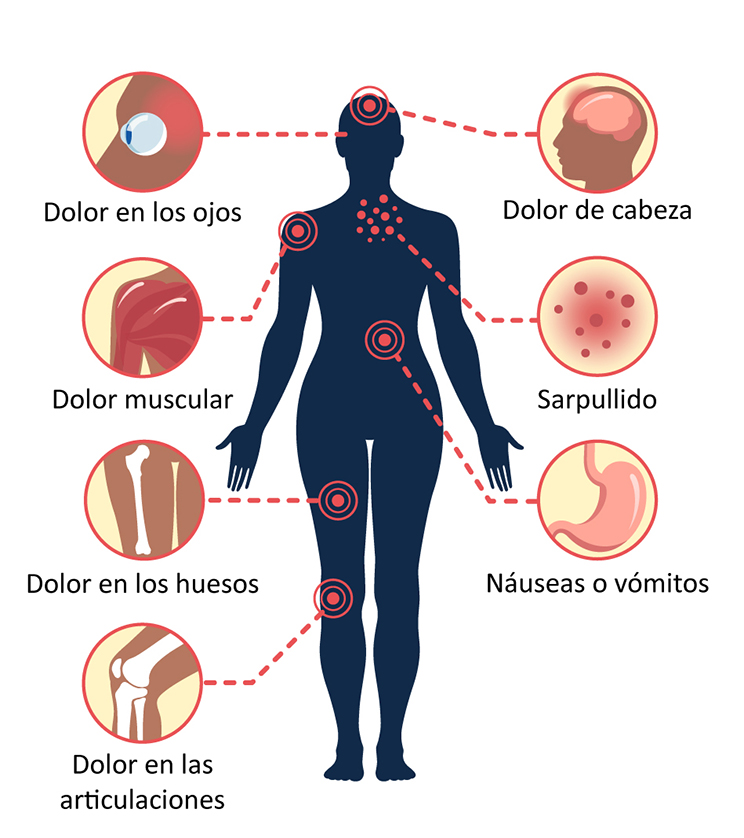 Dolor en los ojos
Dolor de cabeza
Dolor muscular
Sarpullido
Dolor en los huesos
Náuseas o vómitos
Dolor en las
articulaciones